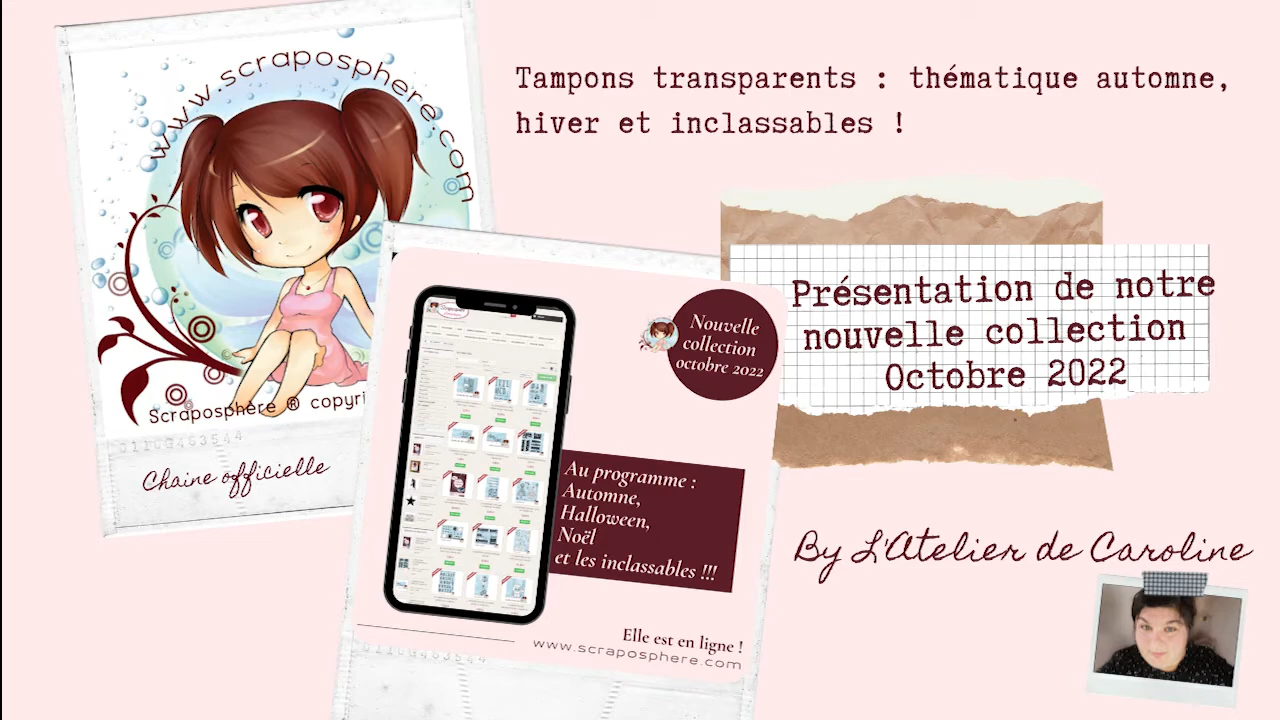 www.scraposphere.com
Tampons transparents : thématique automne,
hiver et inclassables !
Présentation de notre
nouvelle collection
Octobre 2022
Nouvelle
collection
octobre 2022
Scraposphère ® copyri
01100463544
Chaine officielle
Au programme :
Automne,
Halloween,
Noël
et les inclassables !!!
By L'Atelier de Caroline
Elle est en ligne !
www.scraposphere.com